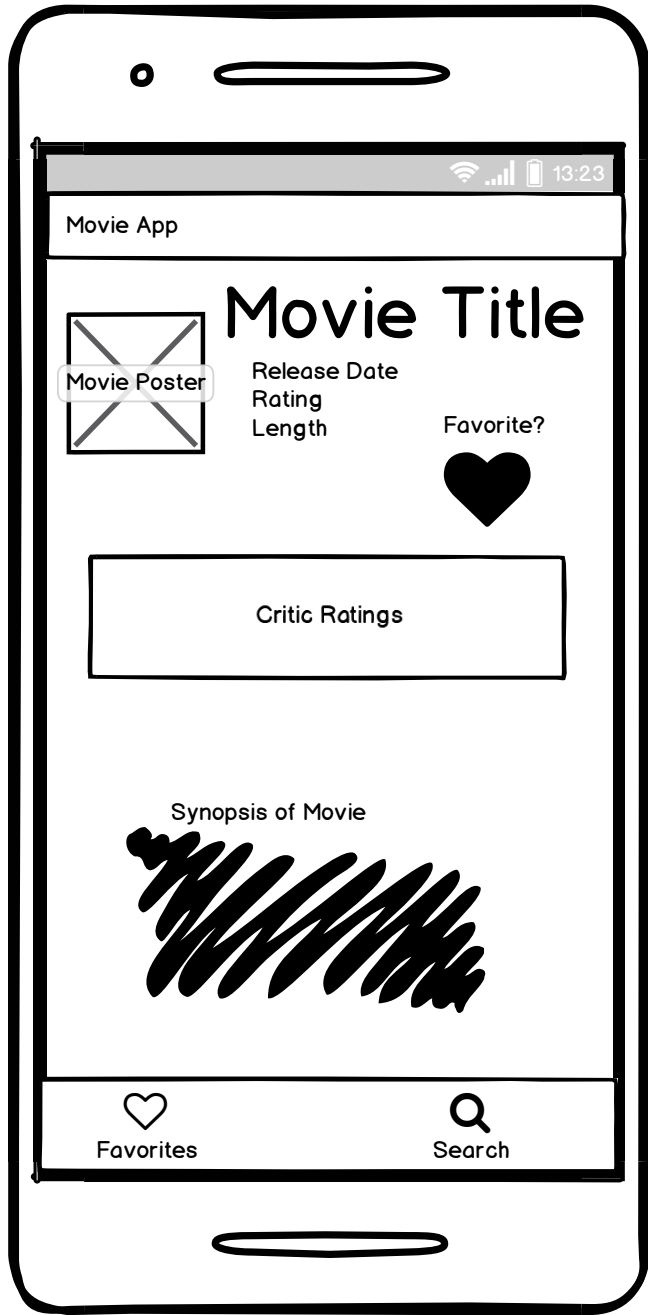 13:23
Movie App
Movie Title
Movie Poster
Release Date
Rating
Length
Favorite?
Critic Ratings
Synopsis of Movie
Favorites
Search